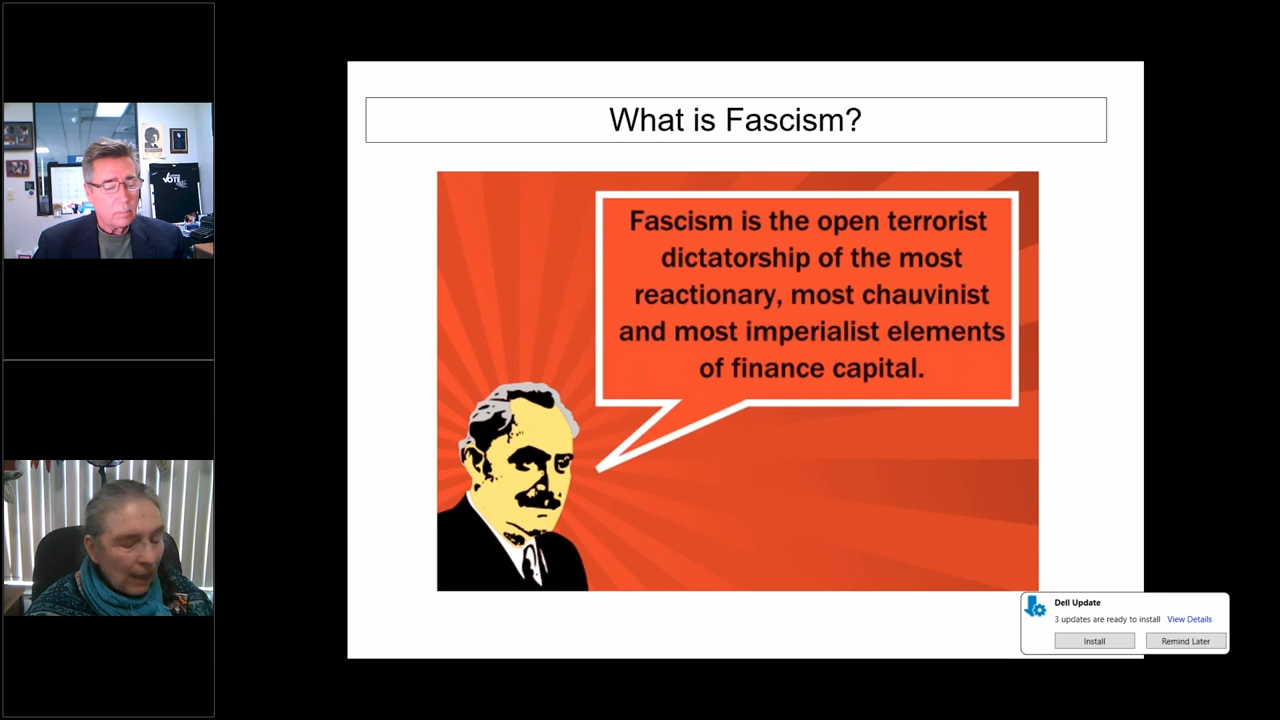 What is Fascism?
Fascism is the open terrorist
dictatorship of the most
reactionary, most chauvinist
and most imperialist elements
of finance capital.
VOTE
Dell Update
3 updates are ready to install View Details
Install Remind Later